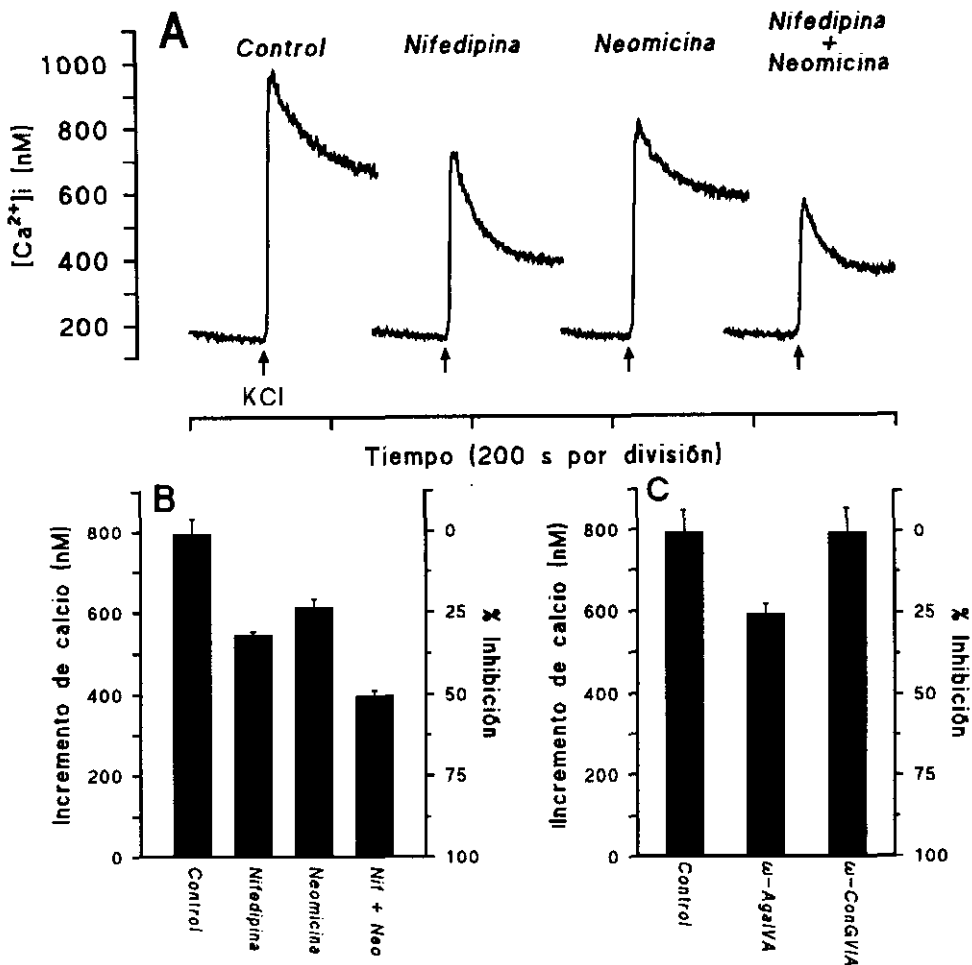 A
Control
Nifedipina
Neomicina
Nifedipina
+
Neomicina
[Ca²⁺]i [nM]
1000
800
600
400
200
KCl
Tiempo (200 s por división)
B
Incremento de calcio (nM)
800
600
400
200
0
0
25
50
75
100
% Inhibición
Control
Nifedipina
Neomicina
Nif + Neo
C
Incremento de calcio (nM)
800
600
400
200
0
0
25
50
75
100
% Inhibición
Control
ω-AgaIVA
ω-ConGVIA